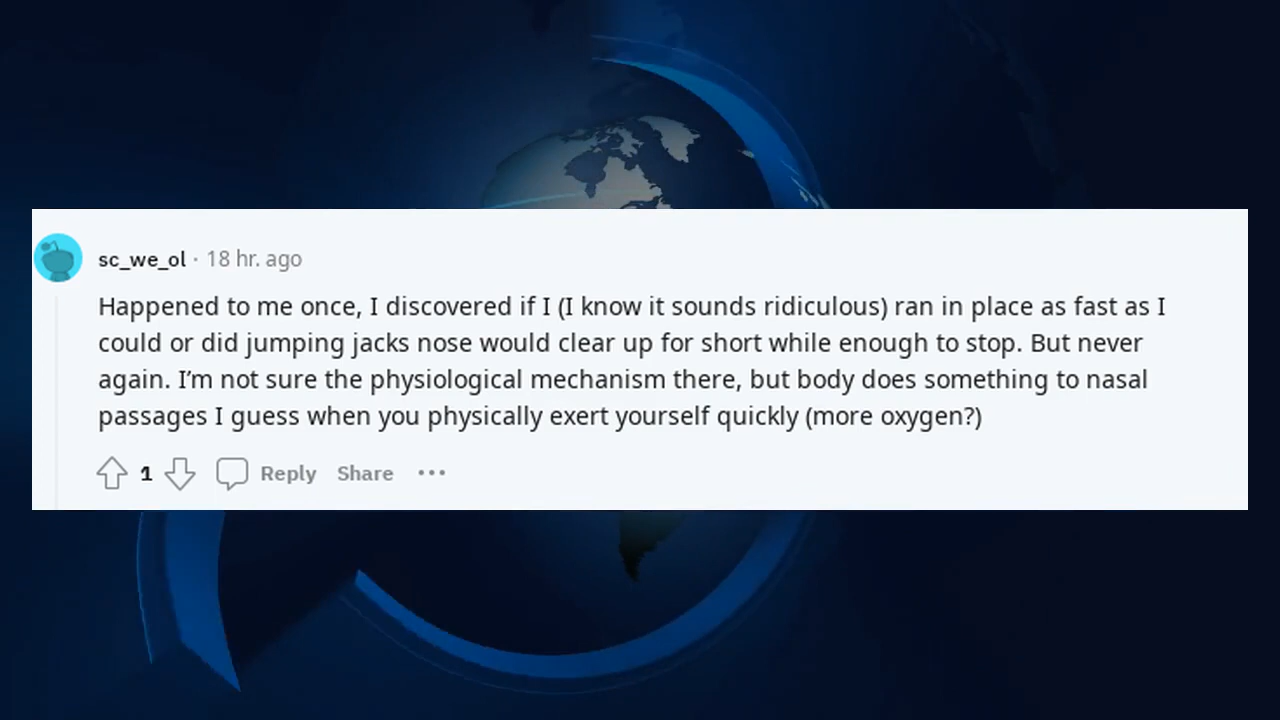 sc_we_ol · 18 hr. ago
Happened to me once, I discovered if I (I know it sounds ridiculous) ran in place as fast as I
could or did jumping jacks nose would clear up for short while enough to stop. But never
again. I’m not sure the physiological mechanism there, but body does something to nasal
passages I guess when you physically exert yourself quickly (more oxygen?)
1 Reply Share ···